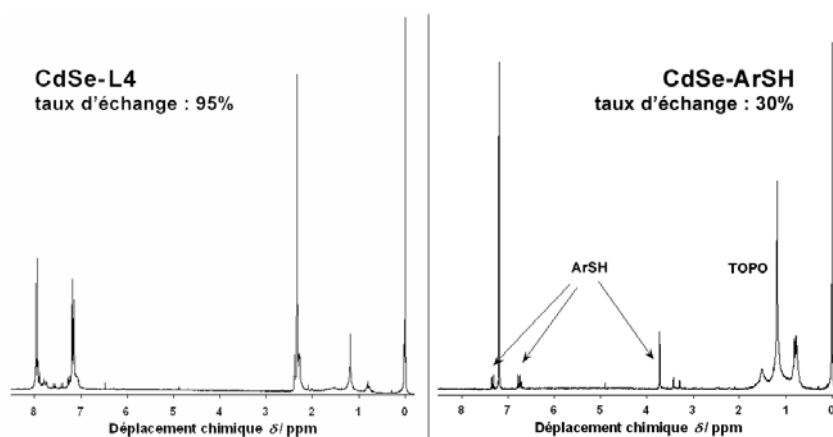 CdSe-L4
taux d'échange : 95%
8 7 6 5 4 3 2 1 0
Déplacement chimique δ/ ppm
CdSe-ArSH
taux d'échange : 30%
ArSH
TOPO
8 7 6 5 4 3 2 1 0
Déplacement chimique δ/ ppm